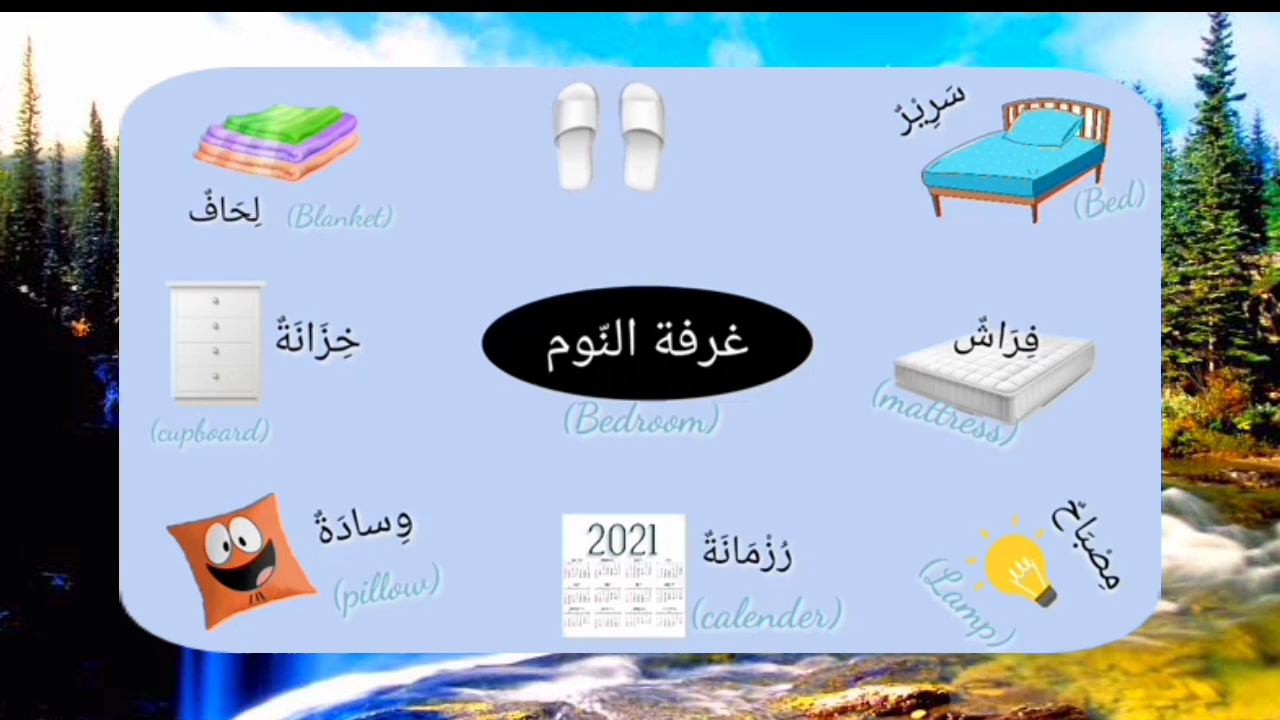 سَرِيْرٌ
(Bed)
لِحَافٌ
(Blanket)
خِزَانَةٌ
(cupboard)
غرفة النّوم
(Bedroom)
فِرَاشٌ
(mattress)
وِسادَةٌ
(pillow)
2021
رُزْمَانَةٌ
(calender)
مِصْبَاحٌ
(Lamp)